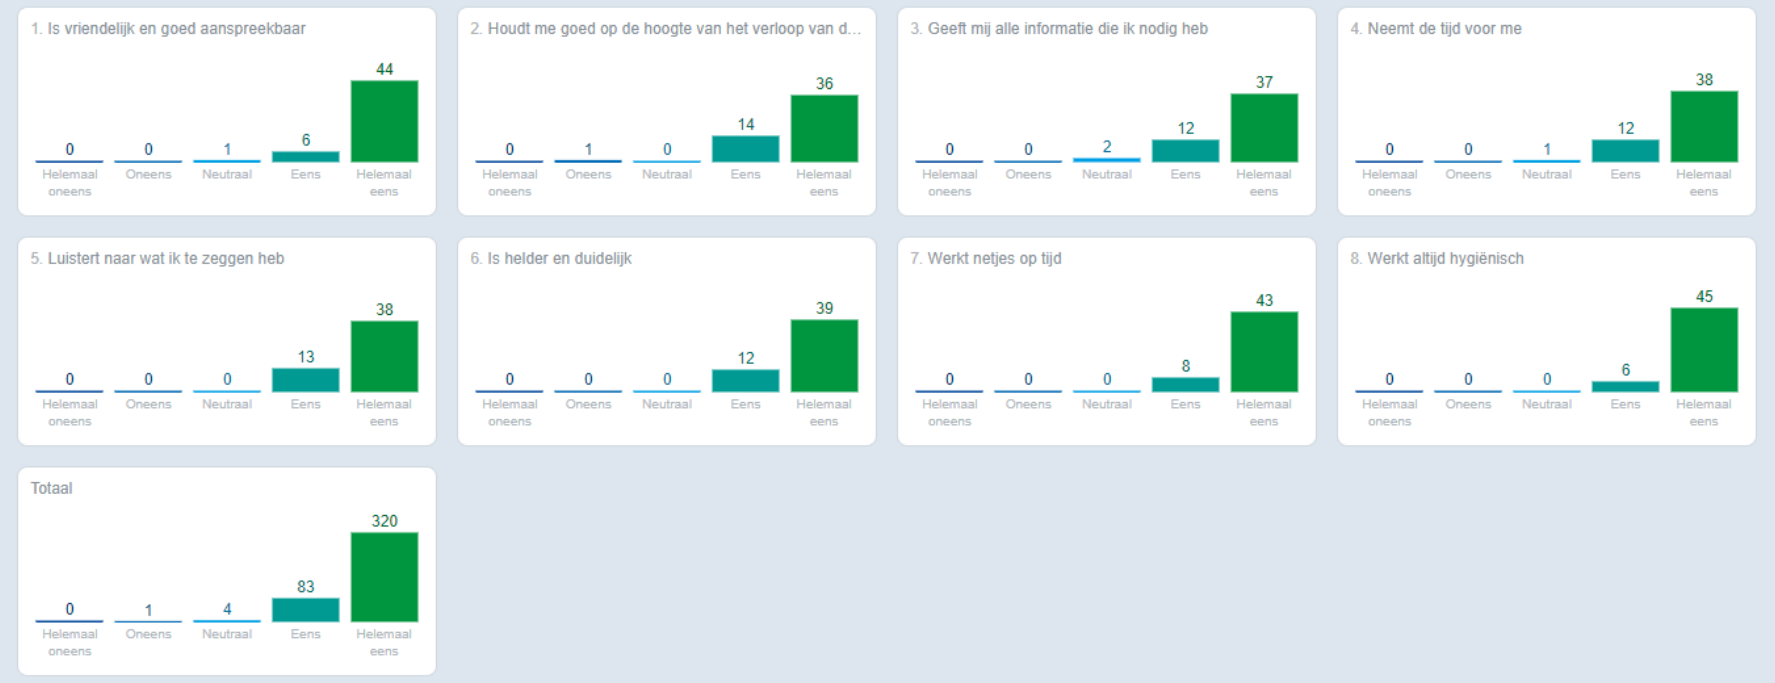 1. Is vriendelijk en goed aanspreekbaar
44
6
1
0
0
Helemaal oneens
Oneens
Neutraal
Eens
Helemaal eens
2. Houdt me goed op de hoogte van het verloop van d...
36
14
0
1
0
Helemaal oneens
Oneens
Neutraal
Eens
Helemaal eens
3. Geeft mij alle informatie die ik nodig heb
37
12
2
0
0
Helemaal oneens
Oneens
Neutraal
Eens
Helemaal eens
4. Neemt de tijd voor me
38
12
1
0
0
Helemaal oneens
Oneens
Neutraal
Eens
Helemaal eens
5. Luistert naar wat ik te zeggen heb
38
13
0
0
0
Helemaal oneens
Oneens
Neutraal
Eens
Helemaal eens
6. Is helder en duidelijk
39
12
0
0
0
Helemaal oneens
Oneens
Neutraal
Eens
Helemaal eens
7. Werkt netjes op tijd
43
8
0
0
0
Helemaal oneens
Oneens
Neutraal
Eens
Helemaal eens
8. Werkt altijd hygiënisch
45
6
0
0
0
Helemaal oneens
Oneens
Neutraal
Eens
Helemaal eens
Totaal
320
83
4
1
0
Helemaal oneens
Oneens
Neutraal
Eens
Helemaal eens